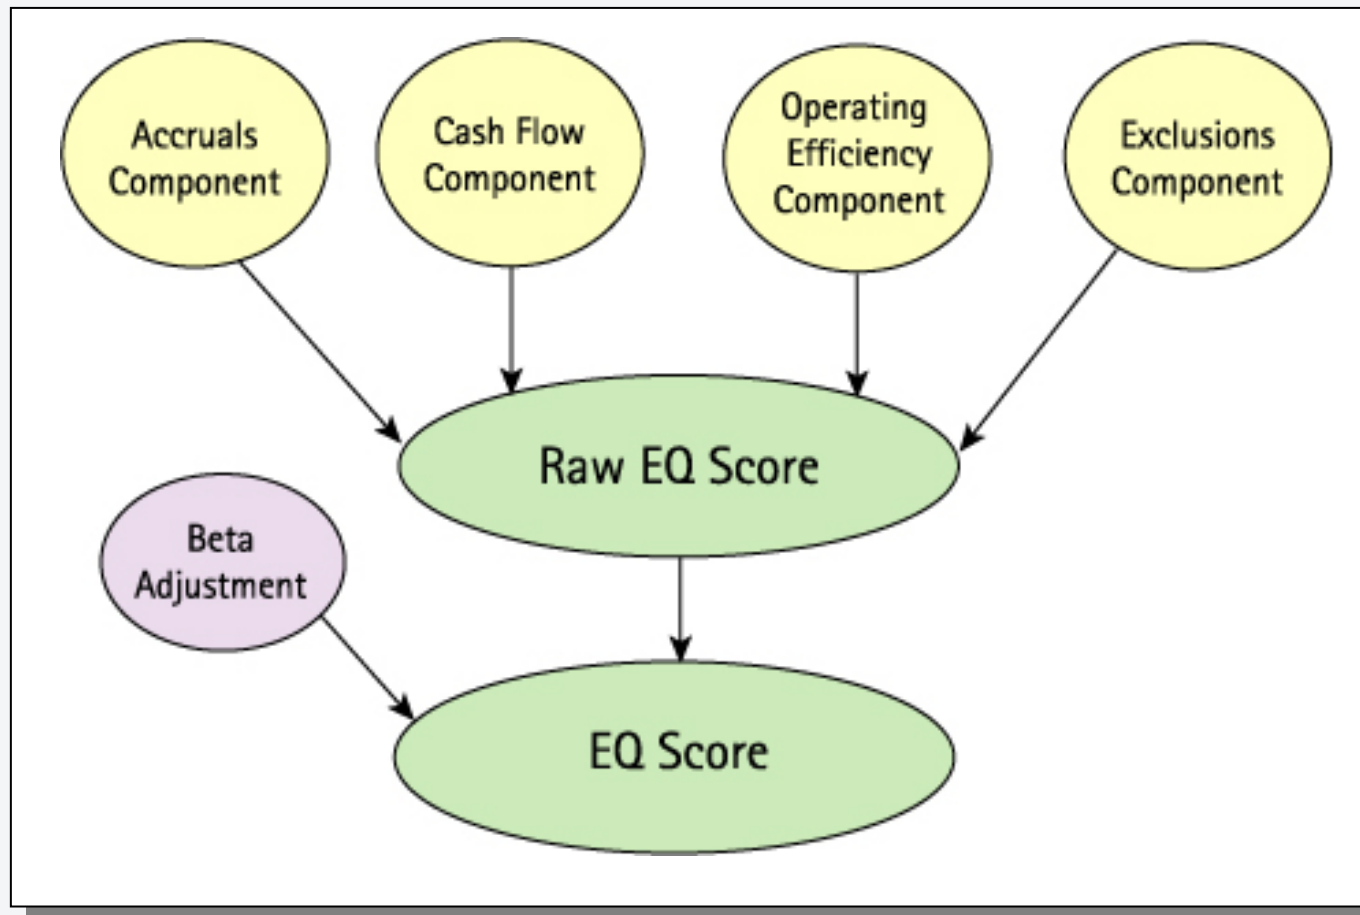 Accruals
Component
Cash Flow
Component
Operating
Efficiency
Component
Exclusions
Component
Raw EQ Score
Beta
Adjustment
EQ Score